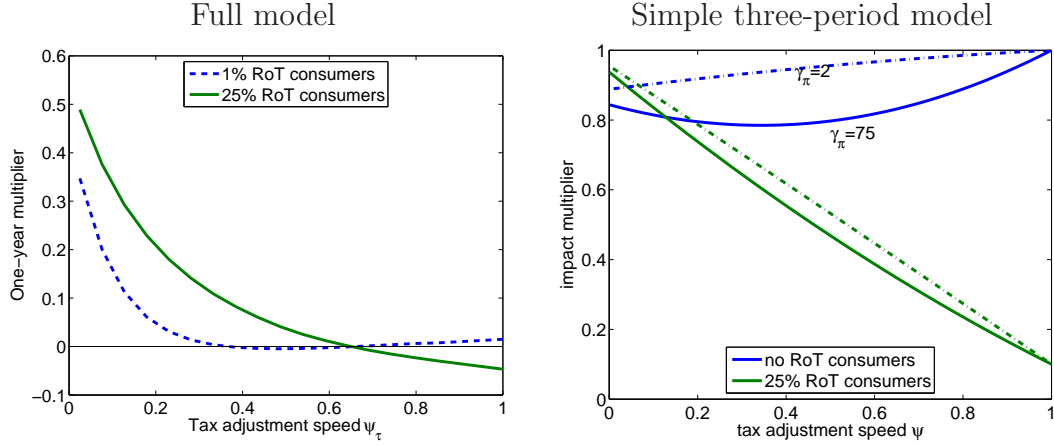 Full model
0.6
0.5
0.4
0.3
0.2
0.1
0
−0.1
One−year multiplier
1% RoT consumers
25% RoT consumers
0
0.2
0.4
0.6
0.8
1
Tax adjustment speed ψτ
Simple three-period model
1
0.8
0.6
0.4
0.2
0
impact multiplier
γπ=2
γπ=75
no RoT consumers
25% RoT consumers
0
0.2
0.4
0.6
0.8
1
tax adjustment speed ψ